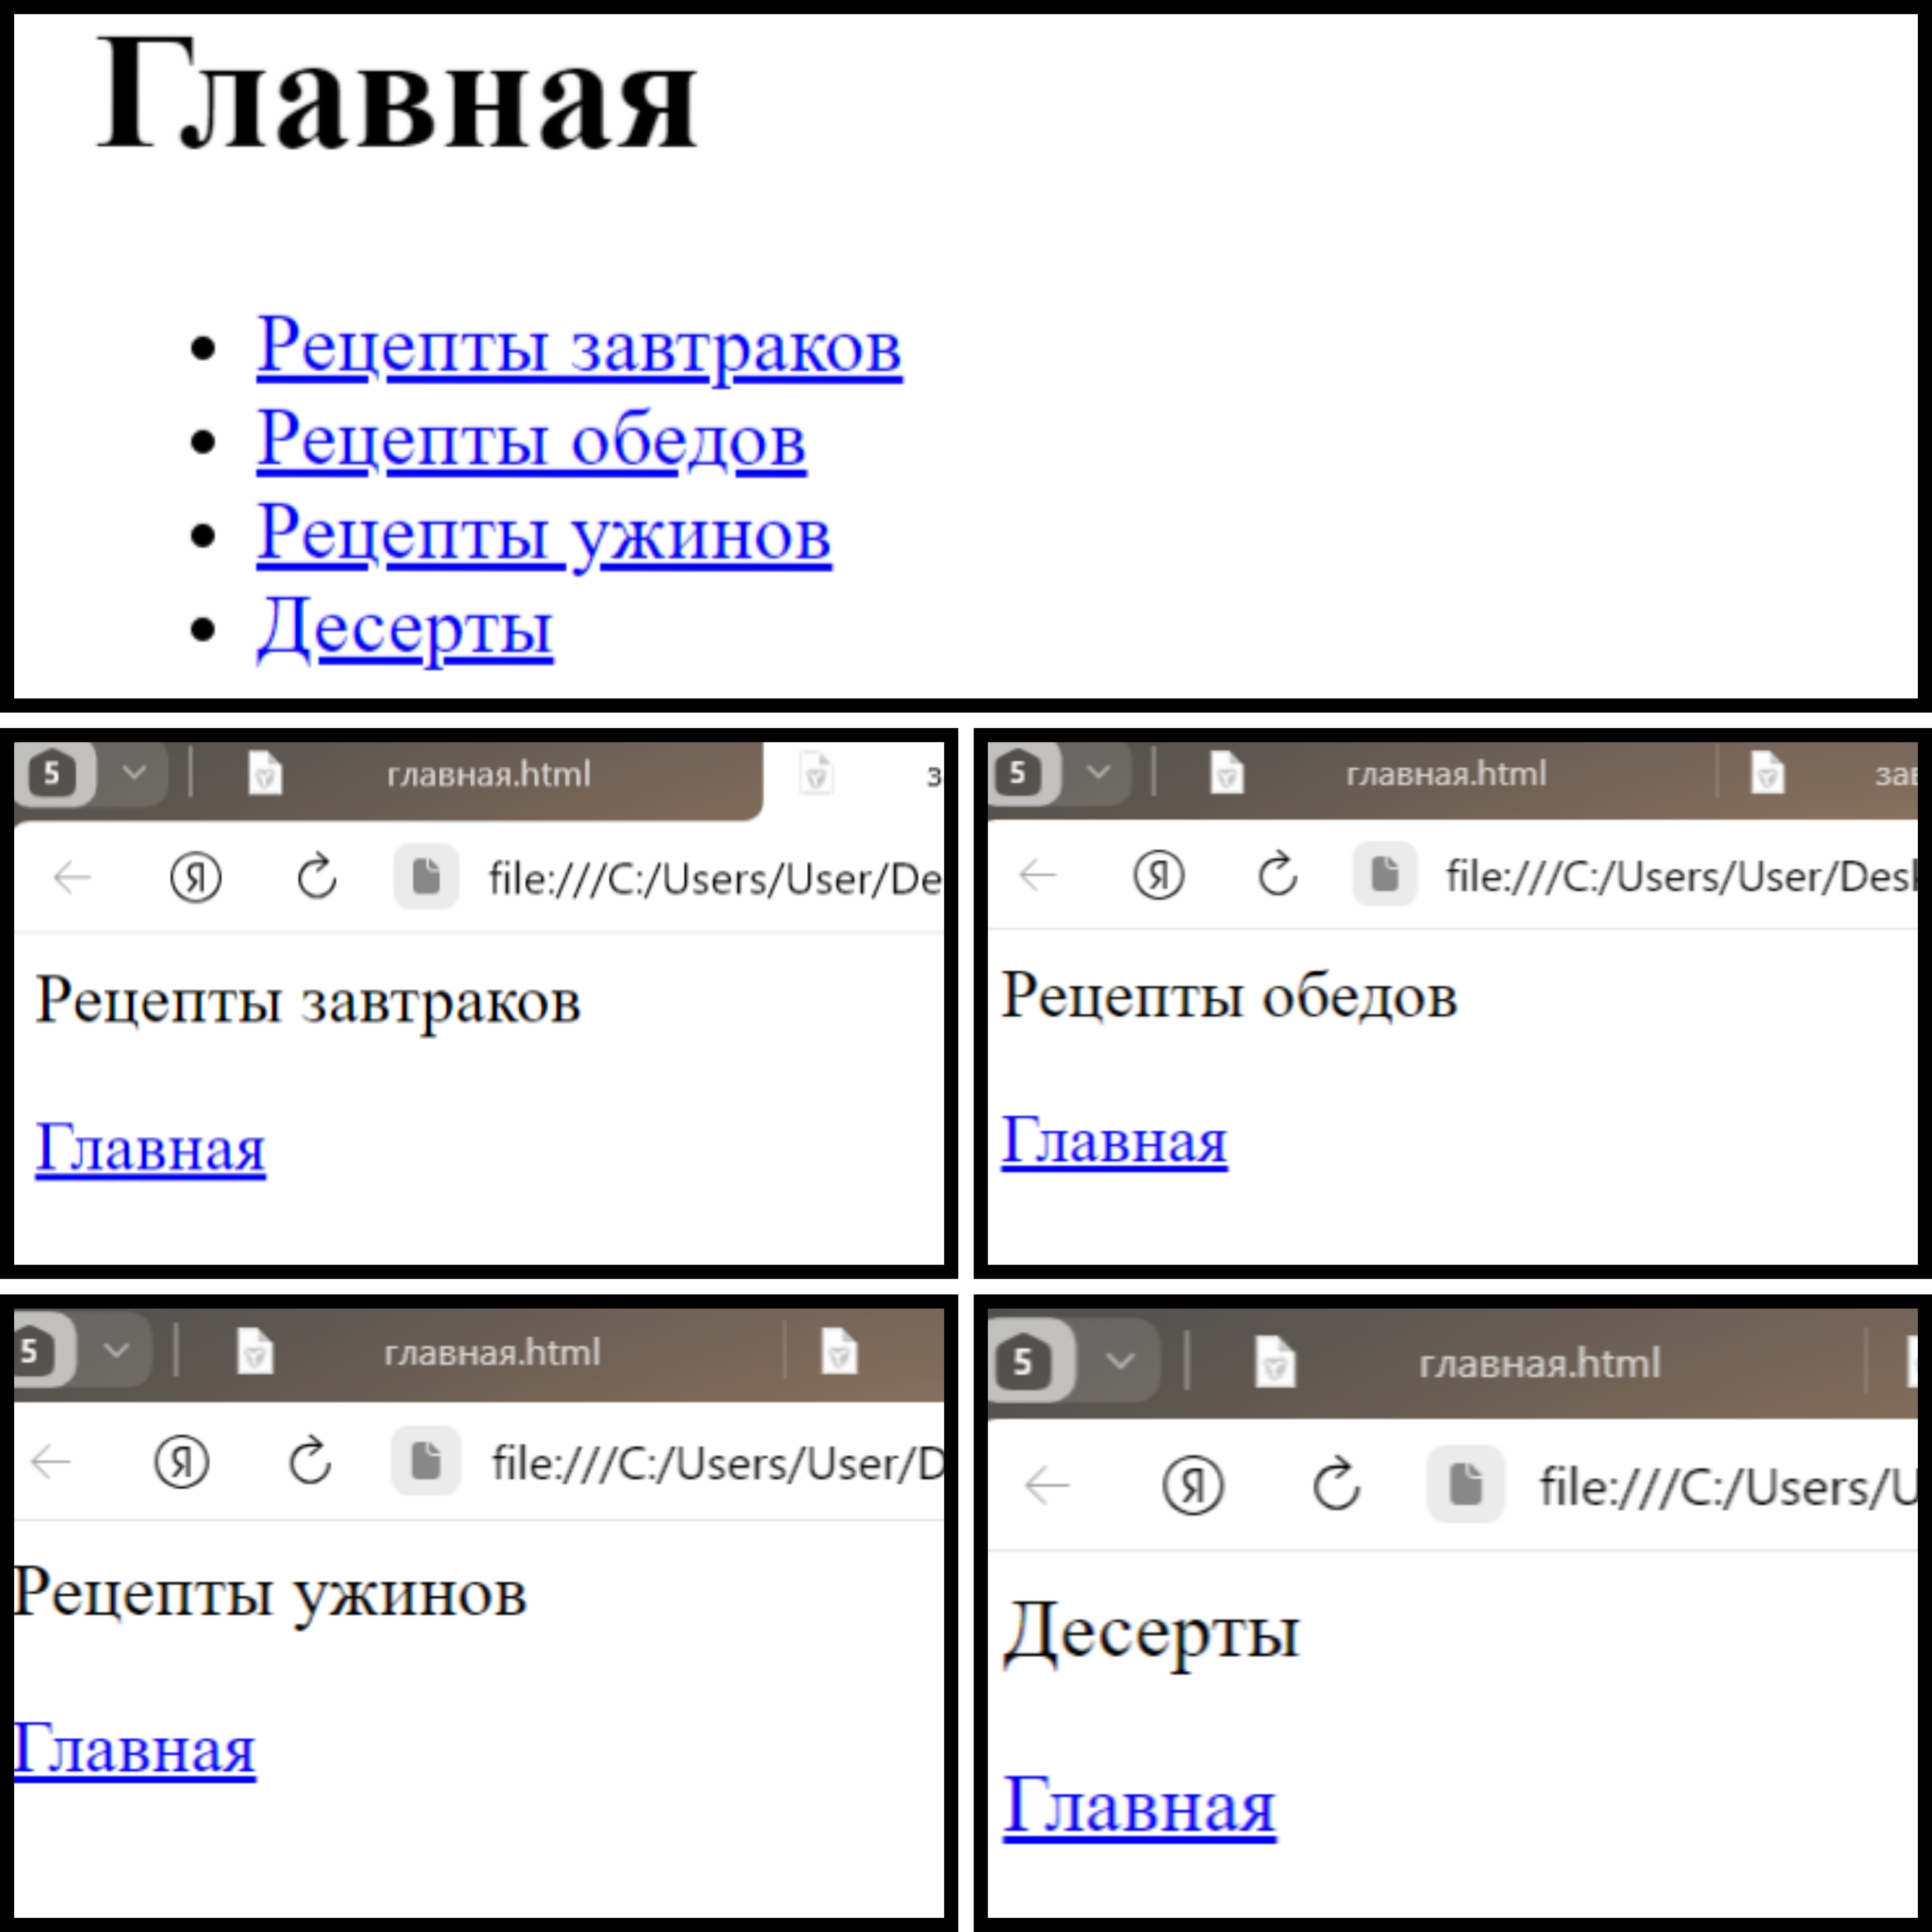 Главная
Рецепты завтраков
Рецепты обедов
Рецепты ужинов
Десерты
5 главная.html
Я file:///C:/Users/User/De
Рецепты завтраков
Главная
5 главная.html
Я file:///C:/Users/User/Desk
Рецепты обедов
Главная
5 главная.html
Я file:///C:/Users/User/D
Рецепты ужинов
Главная
5 главная.html
Я file:///C:/Users/U
Десерты
Главная